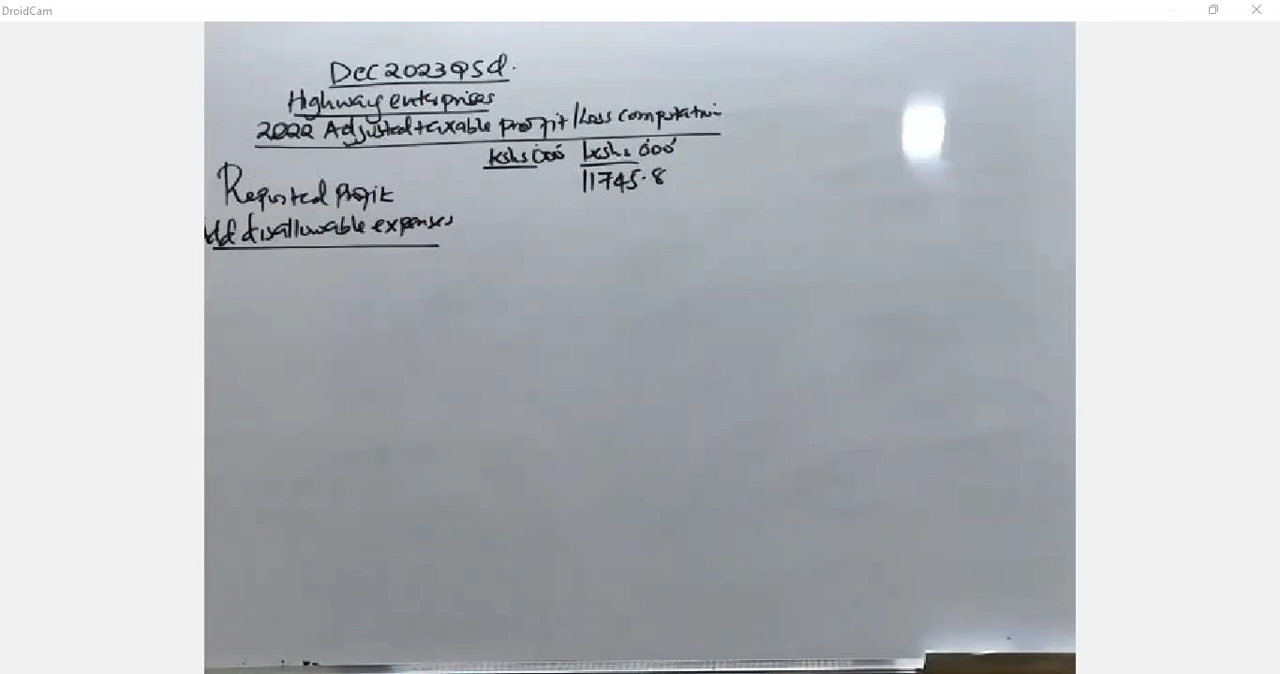 DroidCam
Dec 2023 Q5d.
Highway enterprises
2022 Adjusted taxable profit/Loss computation
Kshs 000 Kshs 000
11745.8
Reported Profit
Add disallowable expenses